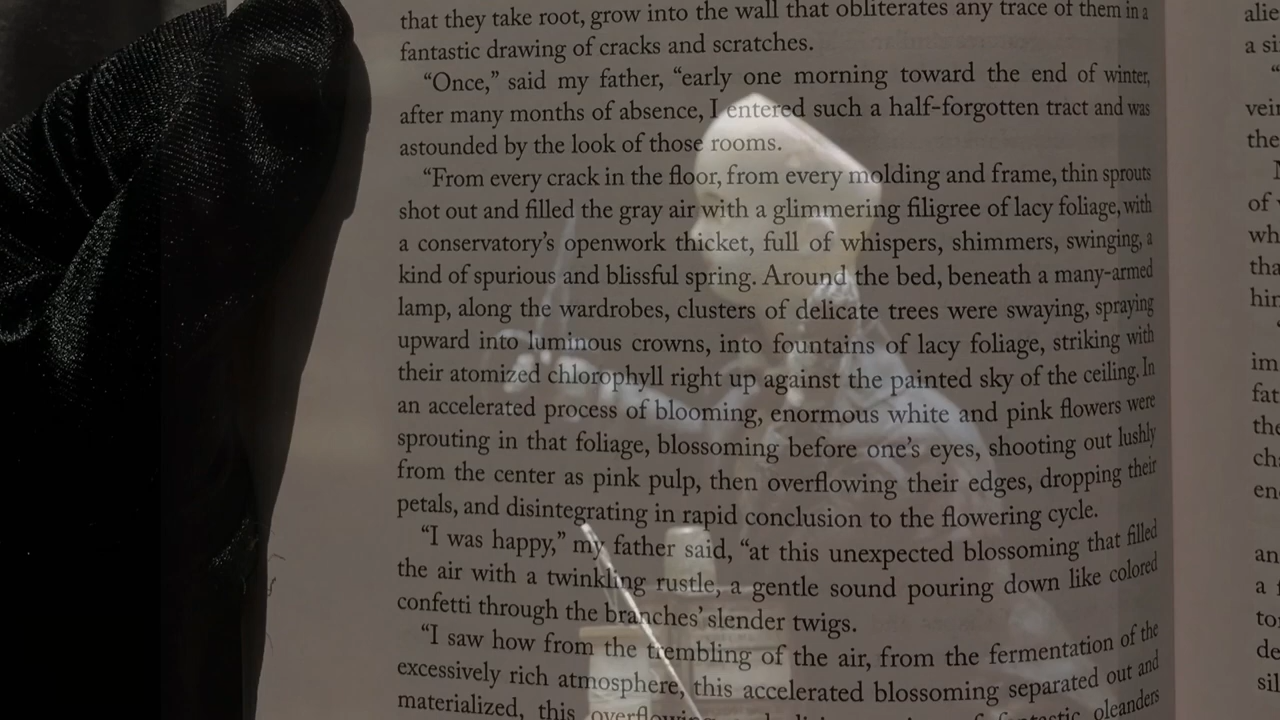 that they take root, grow into the wall that obliterates any trace of them in a
fantastic drawing of cracks and scratches.
“Once,” said my father, “early one morning toward the end of winter,
after many months of absence, I entered such a half-forgotten tract and was
astounded by the look of those rooms.
“From every crack in the floor, from every molding and frame, thin sprouts
shot out and filled the gray air with a glimmering filigree of lacy foliage, with
a conservatory’s openwork thicket, full of whispers, shimmers, swinging, a
kind of spurious and blissful spring. Around the bed, beneath a many-armed
lamp, along the wardrobes, clusters of delicate trees were swaying, spraying
upward into luminous crowns, into fountains of lacy foliage, striking with
their atomized chlorophyll right up against the painted sky of the ceiling. In
an accelerated process of blooming, enormous white and pink flowers were
sprouting in that foliage, blossoming before one’s eyes, shooting out lushly
from the center as pink pulp, then overflowing their edges, dropping their
petals, and disintegrating in rapid conclusion to the flowering cycle.
“I was happy,” my father said, “at this unexpected blossoming that filled
the air with a twinkling rustle, a gentle sound pouring down like colored
confetti through the branches’ slender twigs.
“I saw how from the trembling of the air, from the fermentation of the
excessively rich atmosphere, this accelerated blossoming separated out and
materialized, this of fantastic oleanders